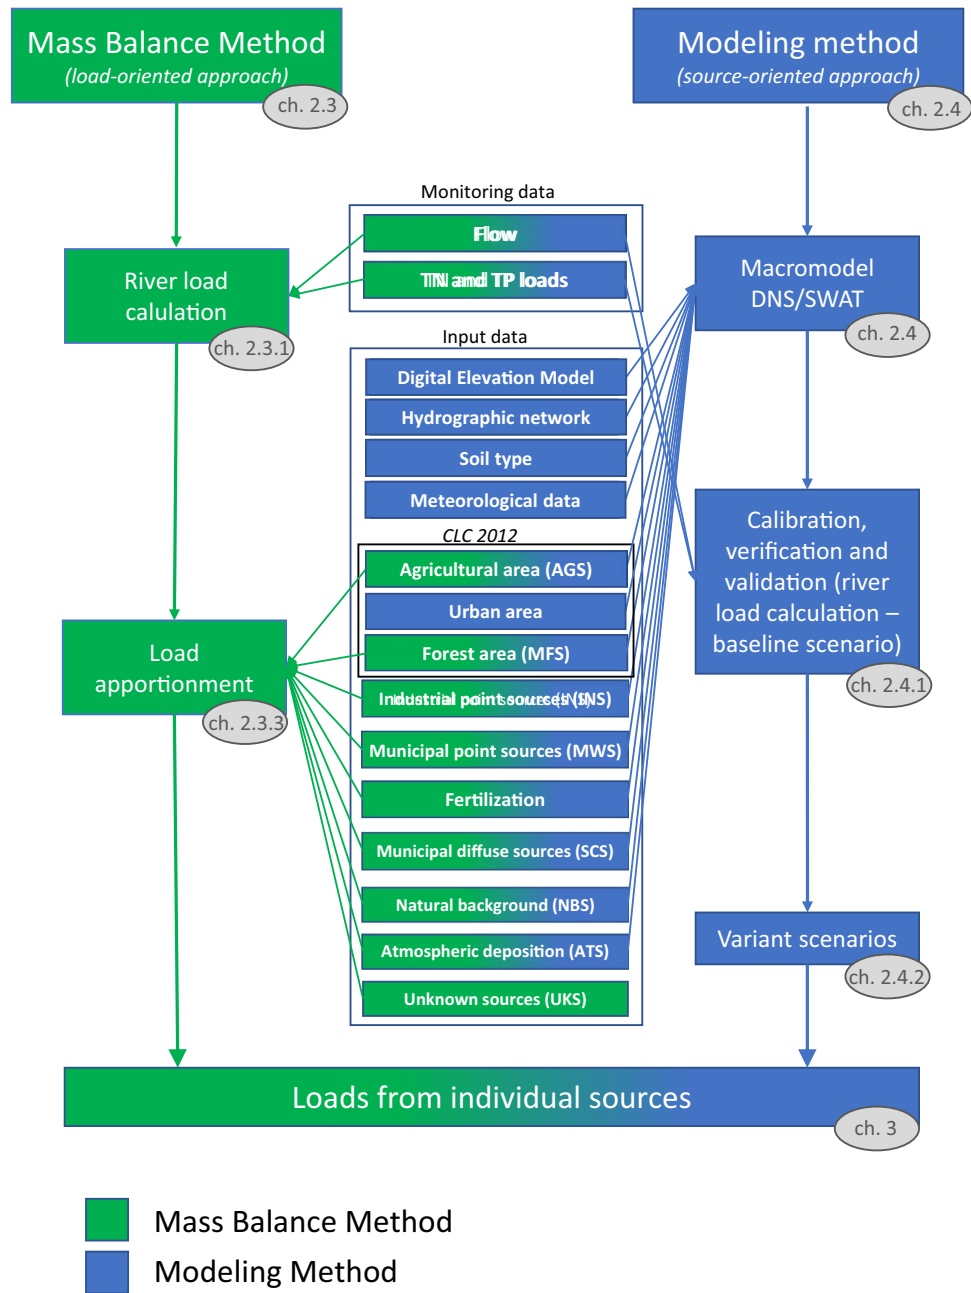 Mass Balance Method
(load-oriented approach)
ch. 2.3
Modeling method
(source-oriented approach)
ch. 2.4
Monitoring data
Flow
TN and TP loads
River load
calulation
ch. 2.3.1
Macromodel
DNS/SWAT
ch. 2.4
Input data
Digital Elevation Model
Hydrographic network
Soil type
Meteorological data
CLC 2012
Agricultural area (AGS)
Urban area
Forest area (MFS)
Industrial point sources (INS)
Municipal point sources (MWS)
Fertilization
Municipal diffuse sources (SCS)
Natural background (NBS)
Atmospheric deposition (ATS)
Unknown sources (UKS)
Load
apportionment
ch. 2.3.3
Calibration,
verification and
validation (river
load calculation –
baseline scenario)
ch. 2.4.1
Variant scenarios
ch. 2.4.2
Loads from individual sources
ch. 3
Mass Balance Method
Modeling Method